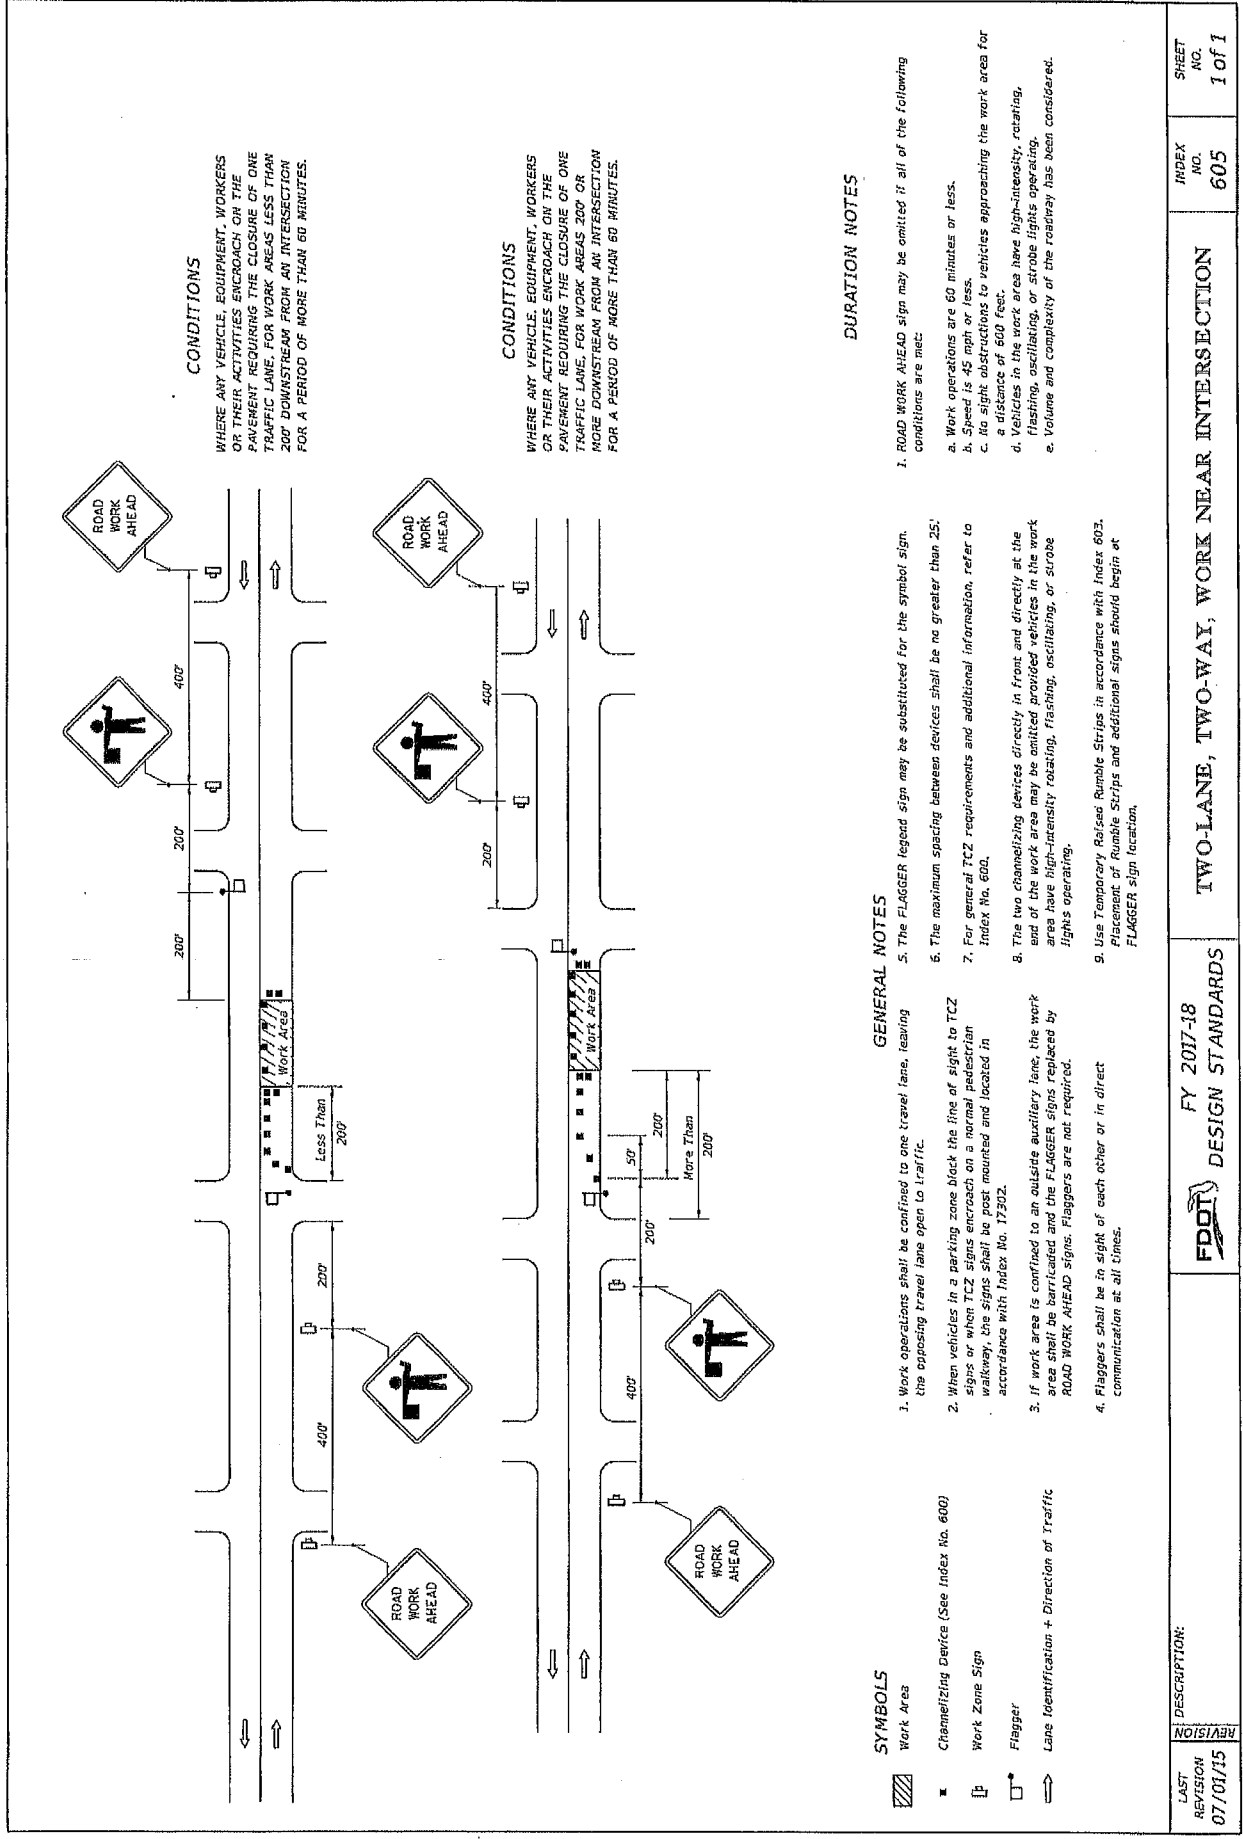 CONDITIONS
WHERE ANY VEHICLE, EQUIPMENT, WORKERS
OR THEIR ACTIVITIES ENCROACH ON THE
PAVEMENT REQUIRING THE CLOSURE OF ONE
TRAFFIC LANE, FOR WORK AREAS LESS THAN
200' DOWNSTREAM FROM AN INTERSECTION
FOR A PERIOD OF MORE THAN 60 MINUTES.
ROAD
WORK
AHEAD
400'
200'
200'
Work Area
Less Than
200'
200'
400'
ROAD
WORK
AHEAD
CONDITIONS
WHERE ANY VEHICLE, EQUIPMENT, WORKERS
OR THEIR ACTIVITIES ENCROACH ON THE
PAVEMENT REQUIRING THE CLOSURE OF ONE
TRAFFIC LANE, FOR WORK AREAS 200' OR
MORE DOWNSTREAM FROM AN INTERSECTION
FOR A PERIOD OF MORE THAN 60 MINUTES.
ROAD
WORK
AHEAD
400'
200'
Work Area
50'
200'
More Than
200'
200'
400'
ROAD
WORK
AHEAD
SYMBOLS
Work Area
Channelizing Device (See Index No. 600)
Work Zone Sign
Flagger
Lane Identification + Direction of Traffic
GENERAL NOTES
1. Work operations shall be confined to one travel lane, leaving
the opposing travel lane open to traffic.
2. When vehicles in a parking zone block the line of sight to TCZ
signs or when TCZ signs encroach on a normal pedestrian
walkway, the signs shall be post mounted and located in
accordance with Index No. 17302.
3. If work area is confined to an outside auxiliary lane, the work
area shall be barricaded and the FLAGGER signs replaced by
ROAD WORK AHEAD signs. Flaggers are not required.
4. Flaggers shall be in sight of each other or in direct
communication at all times.
5. The FLAGGER legend sign may be substituted for the symbol sign.
6. The maximum spacing between devices shall be no greater than 25'.
7. For general TCZ requirements and additional information, refer to
Index No. 600.
8. The two channelizing devices directly in front and directly at the
end of the work area may be omitted provided vehicles in the work
area have high-intensity rotating, flashing, oscillating, or strobe
lights operating.
9. Use Temporary Raised Rumble Strips in accordance with Index 603.
Placement of Rumble Strips and additional signs should begin at
FLAGGER sign location.
DURATION NOTES
1. ROAD WORK AHEAD sign may be omitted if all of the following
conditions are met:
a. Work operations are 60 minutes or less.
b. Speed is 45 mph or less.
c. No sight obstructions to vehicles approaching the work area for
a distance of 600 feet.
d. Vehicles in the work area have high-intensity, rotating,
flashing, oscillating, or strobe lights operating.
e. Volume and complexity of the roadway has been considered.
LAST
REVISION
07/01/15
REVISION
DESCRIPTION:
FDOT
FY 2017-18
DESIGN STANDARDS
TWO-LANE, TWO-WAY, WORK NEAR INTERSECTION
INDEX
NO.
605
SHEET
NO.
1 of 1